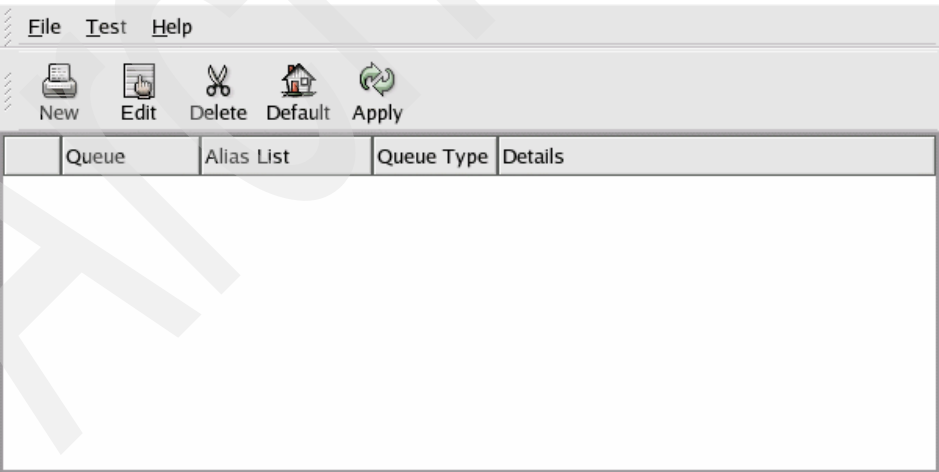 File Test Help
New Edit Delete Default Apply
Queue Alias List Queue Type Details